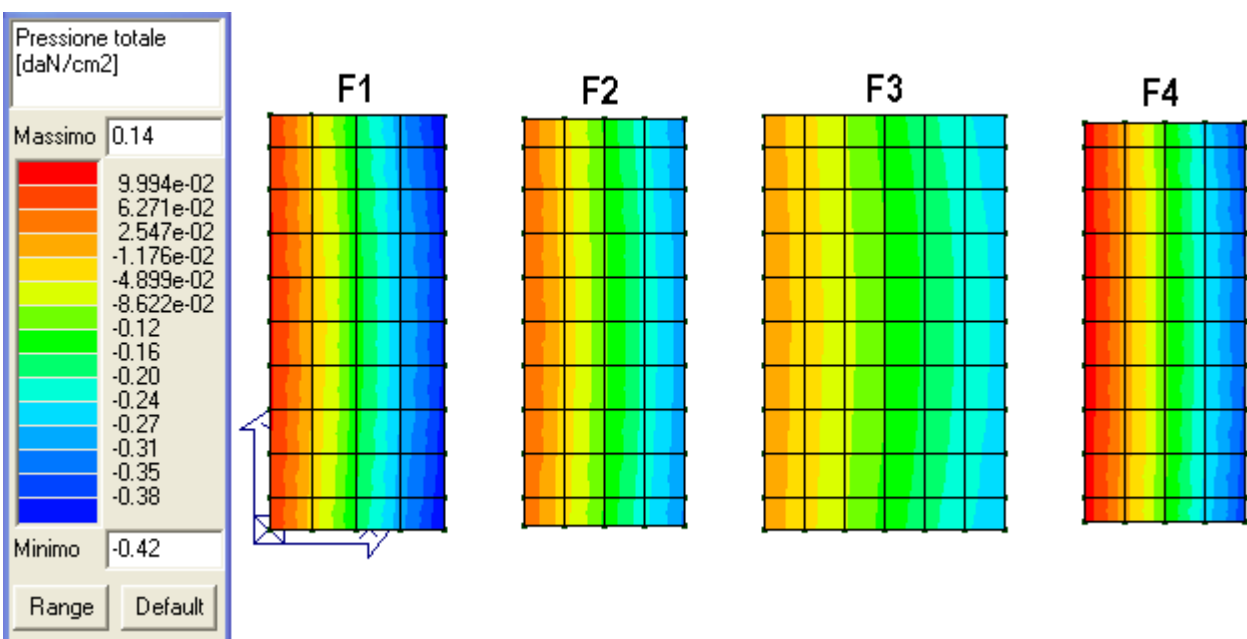 Pressione totale
[daN/cm2]
F1 F2 F3 F4
Massimo 0.14
9.994e-02
6.271e-02
2.547e-02
-1.176e-02
-4.899e-02
-8.622e-02
-0.12
-0.16
-0.20
-0.24
-0.27
-0.31
-0.35
-0.38
Minimo -0.42
Range Default